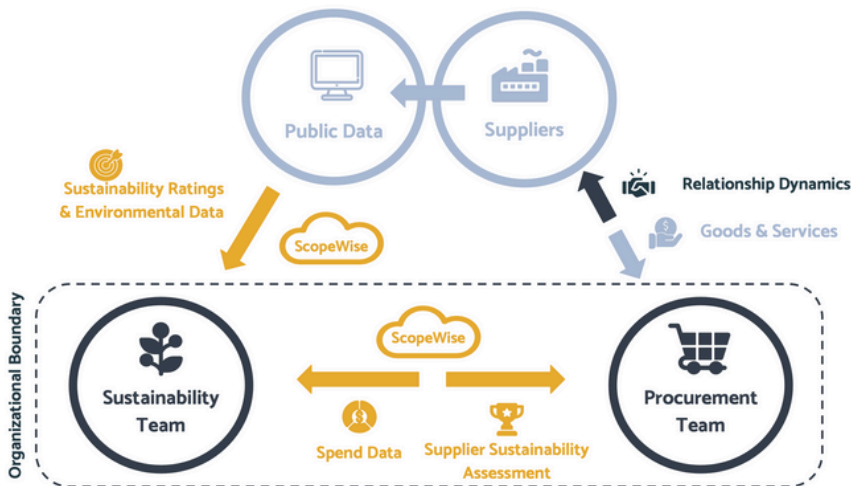 Public Data
Suppliers
Sustainability Ratings
& Environmental Data
ScopeWise
Relationship Dynamics
Goods & Services
Organizational Boundary
ScopeWise
Sustainability
Team
Procurement
Team
Spend Data
Supplier Sustainability
Assessment